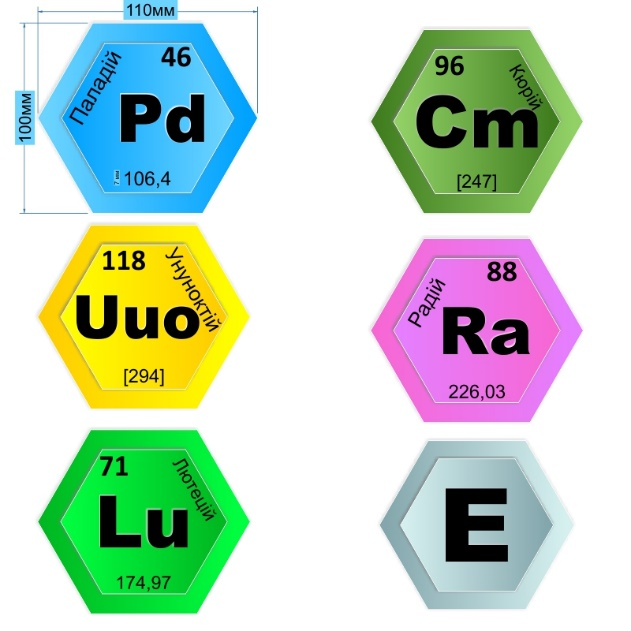 110мм
100мм
46
Паладій
Pd
106,4
96
Кюрій
Cm
[247]
118
Унуноктій
Uuo
[294]
88
Радій
Ra
226,03
71
Лютецій
Lu
174,97
E